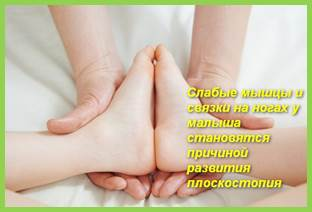 Слабые мышцы и
связки на ногах у
малыша
становятся
причиной
развития
плоскостопия